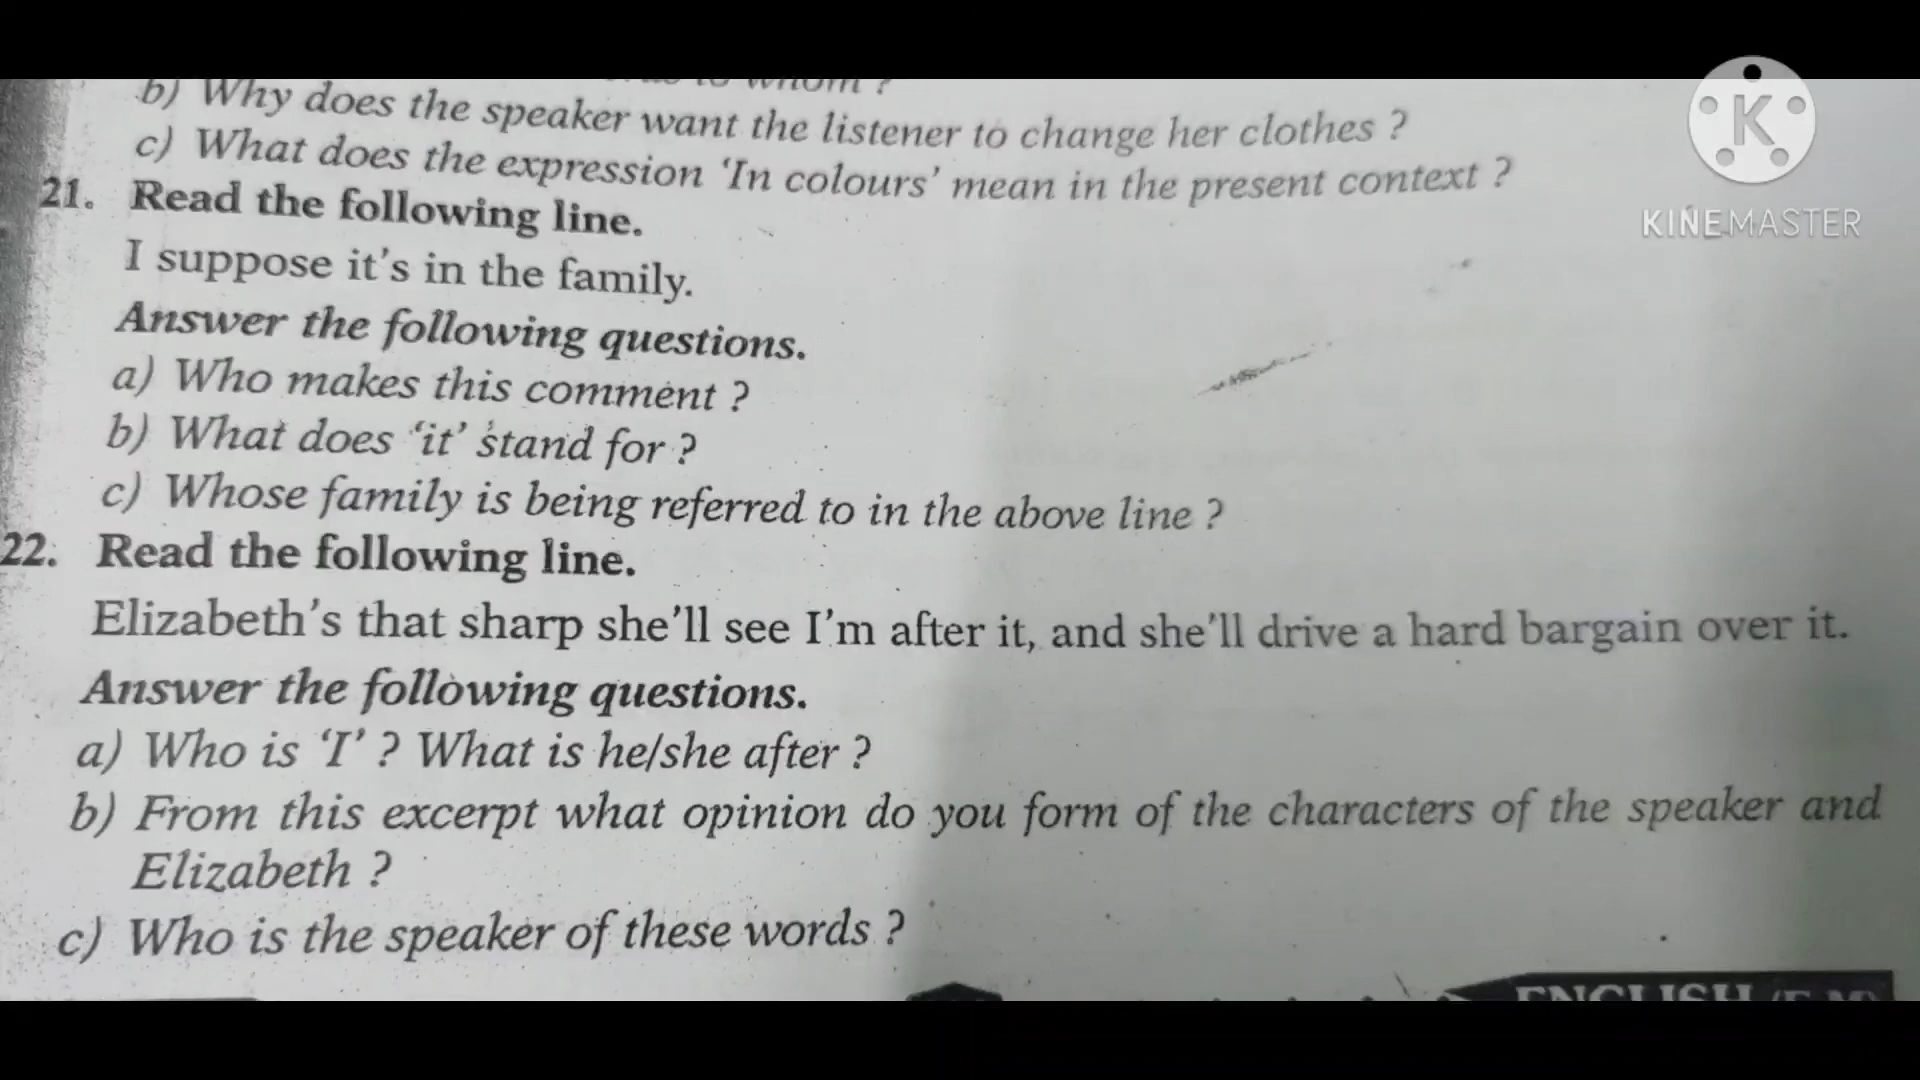 to whom ?
b) Why does the speaker want the listener to change her clothes ?
c) What does the expression 'In colours' mean in the present context ?
21. Read the following line.
I suppose it's in the family.
Answer the following questions.
a) Who makes this comment ?
b) What does 'it' stand for ?
c) Whose family is being referred to in the above line ?
22. Read the following line.
Elizabeth's that sharp she'll see I'm after it, and she'll drive a hard bargain over it.
Answer the following questions.
a) Who is 'I' ? What is he/she after ?
b) From this excerpt what opinion do you form of the characters of the speaker and
Elizabeth ?
c) Who is the speaker of these words ?
ENGLISH
K
KINEMASTER